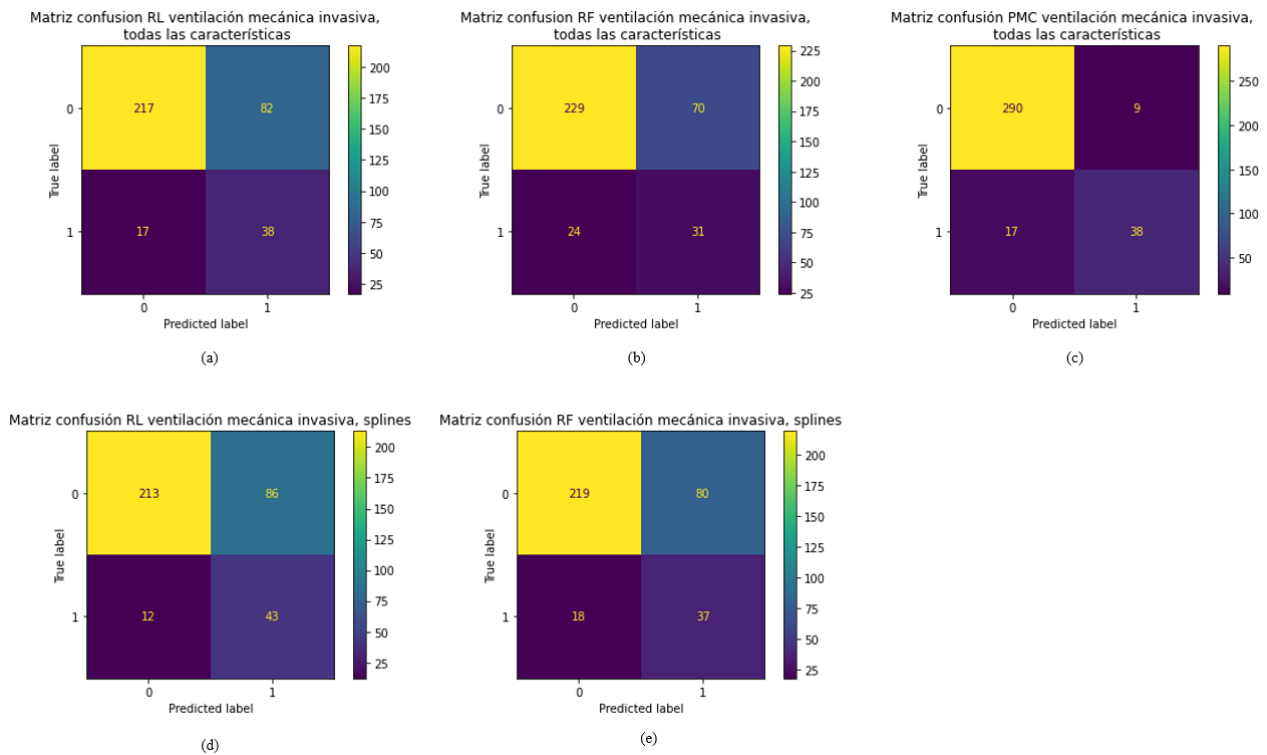 Matriz confusion RL ventilación mecánica invasiva,
todas las características
217 82
17 38
0
1
True label
0 1
Predicted label
200
175
150
125
100
75
50
25
(a)
Matriz confusion RF ventilación mecánica invasiva,
todas las características
229 70
24 31
0
1
True label
0 1
Predicted label
225
200
175
150
125
100
75
50
25
(b)
Matriz confusión PMC ventilación mecánica invasiva,
todas las características
290 9
17 38
0
1
True label
0 1
Predicted label
250
200
150
100
50
(c)
Matriz confusión RL ventilación mecánica invasiva, splines
213 86
12 43
0
1
True label
0 1
Predicted label
200
175
150
125
100
75
50
25
(d)
Matriz confusión RF ventilación mecánica invasiva, splines
219 80
18 37
0
1
True label
0 1
Predicted label
200
175
150
125
100
75
50
25
(e)